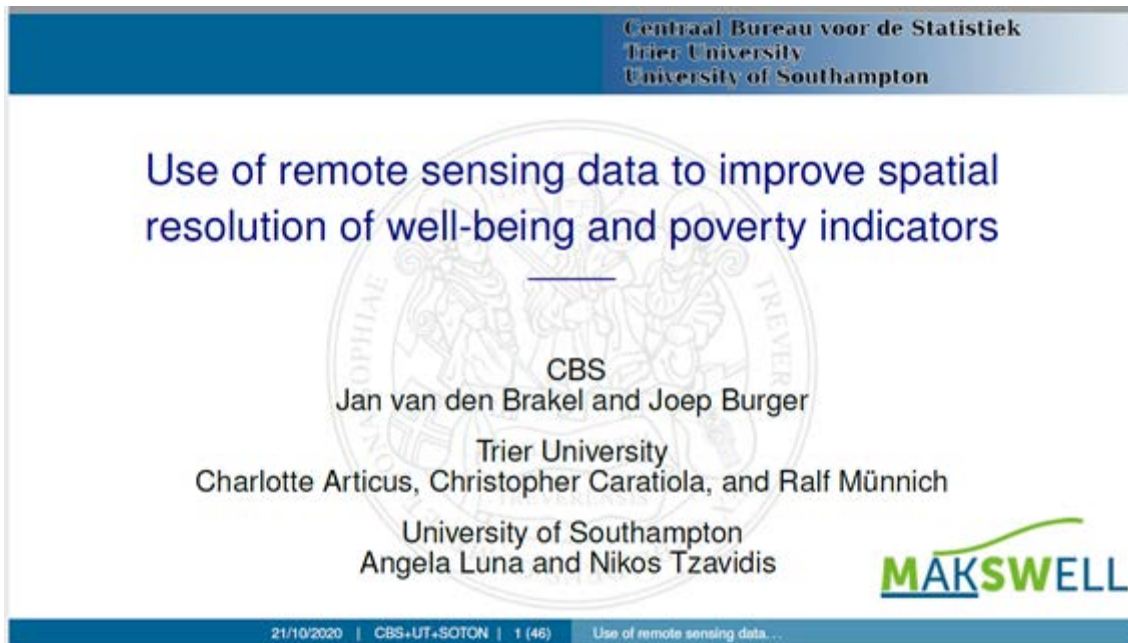 Centraal Bureau voor de Statistiek
Trier University
University of Southampton
Use of remote sensing data to improve spatial
resolution of well-being and poverty indicators
CBS
Jan van den Brakel and Joep Burger
Trier University
Charlotte Articus, Christopher Caratiola, and Ralf Münnich
University of Southampton
Angela Luna and Nikos Tzavidis
MAKSWELL
21/10/2020 | CBS+UT+SOTON | 1 (46) Use of remote sensing data...